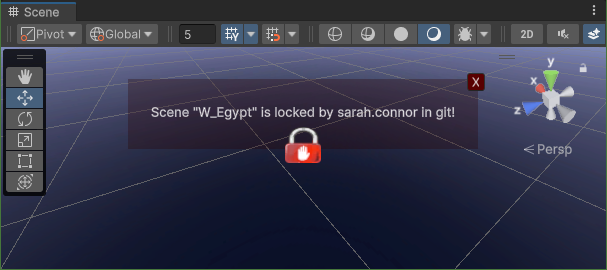 Scene
Pivot
Global
5
2D
X
Scene "W_Egypt" is locked by sarah.connor in git!
y
x
z
Persp